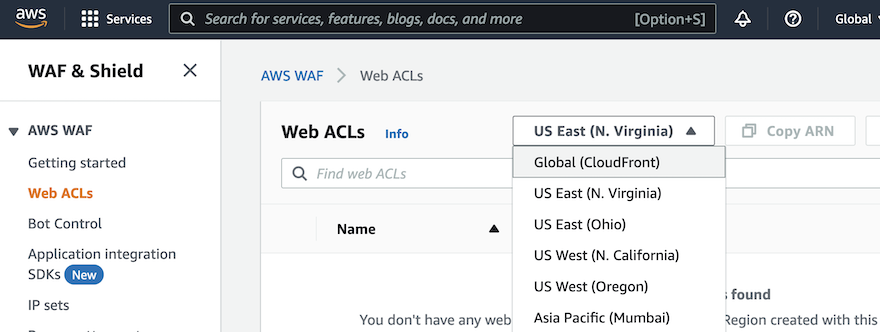 aws
Services
Search for services, features, blogs, docs, and more
[Option+S]
Global
WAF & Shield
AWS WAF
Getting started
Web ACLs
Bot Control
Application integration
SDKs New
IP sets
AWS WAF > Web ACLs
Web ACLs Info
US East (N. Virginia)
Copy ARN
Find web ACLs
Global (CloudFront)
US East (N. Virginia)
US East (Ohio)
US West (N. California)
US West (Oregon)
Asia Pacific (Mumbai)
Name
found
You don't have any web
Region created with this